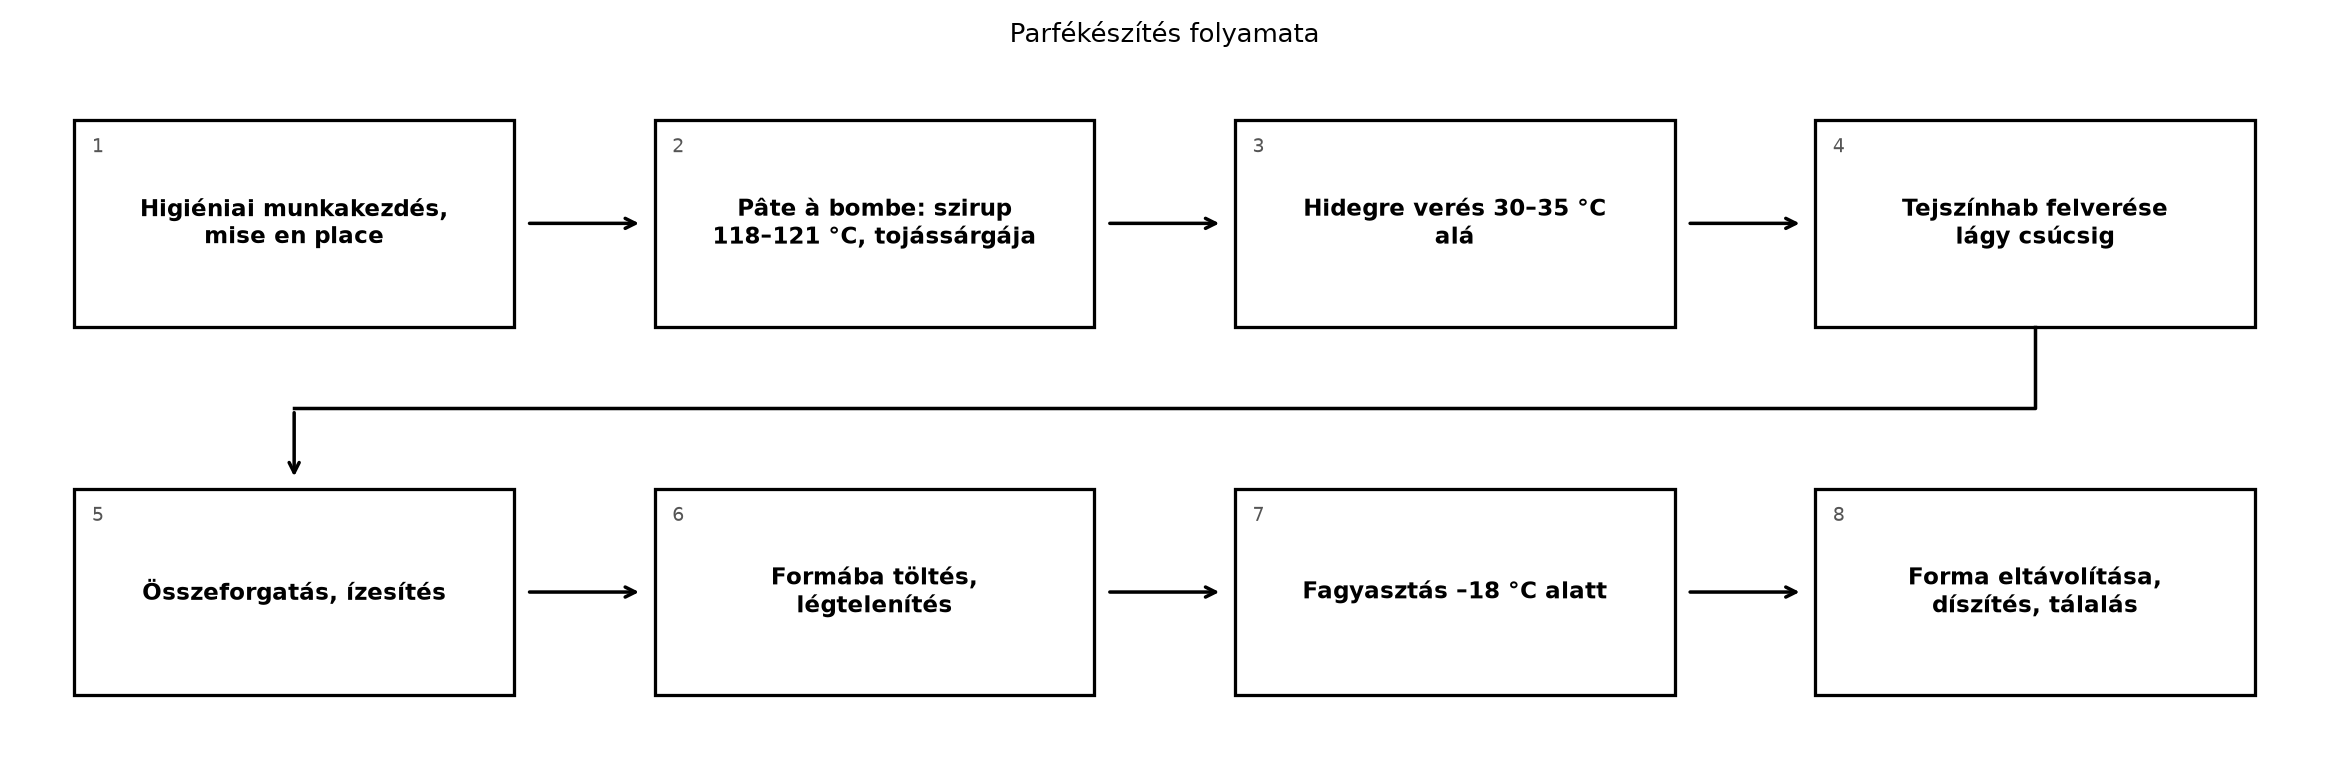 Parfékészítés folyamata
1
Higiéniai munkakezdés,
mise en place
2
Pâte à bombe: szirup
118–121 °C, tojássárgája
3
Hidegre verés 30–35 °C
alá
4
Tejszínhab felverése
lágy csúcsig
5
Összeforgatás, ízesítés
6
Formába töltés,
légtelenítés
7
Fagyasztás –18 °C alatt
8
Forma eltávolítása,
díszítés, tálalás